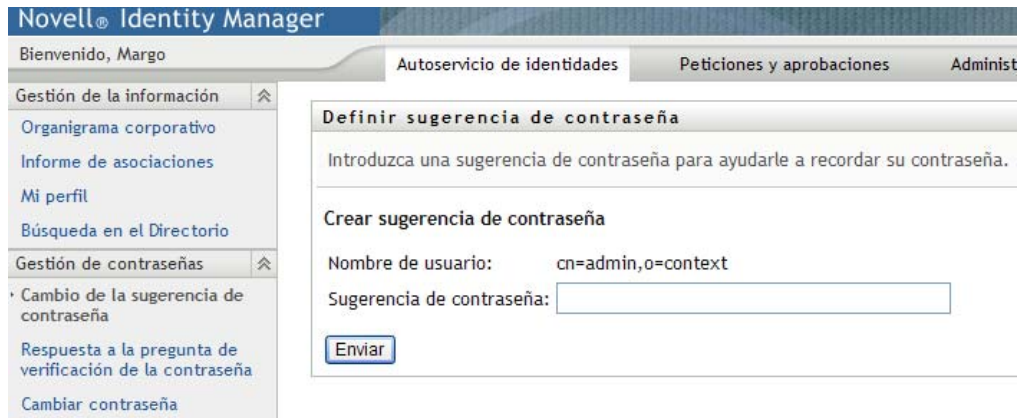 Novell® Identity Manager
Bienvenido, Margo
Autoservicio de identidades
Peticiones y aprobaciones
Administ
Gestión de la información
Organigrama corporativo
Informe de asociaciones
Mi perfil
Búsqueda en el Directorio
Gestión de contraseñas
Cambio de la sugerencia de
contraseña
Respuesta a la pregunta de
verificación de la contraseña
Cambiar contraseña
Definir sugerencia de contraseña
Introduzca una sugerencia de contraseña para ayudarle a recordar su contraseña.
Crear sugerencia de contraseña
Nombre de usuario: cn=admin,o=context
Sugerencia de contraseña:
Enviar